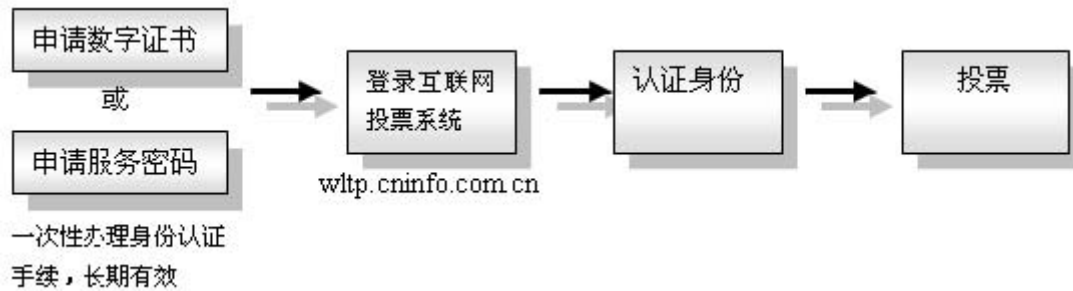 申请数字证书
或
申请服务密码
一次性办理身份认证
手续，长期有效
登录互联网
投票系统
wltp.cninfo.com.cn
认证身份
投票